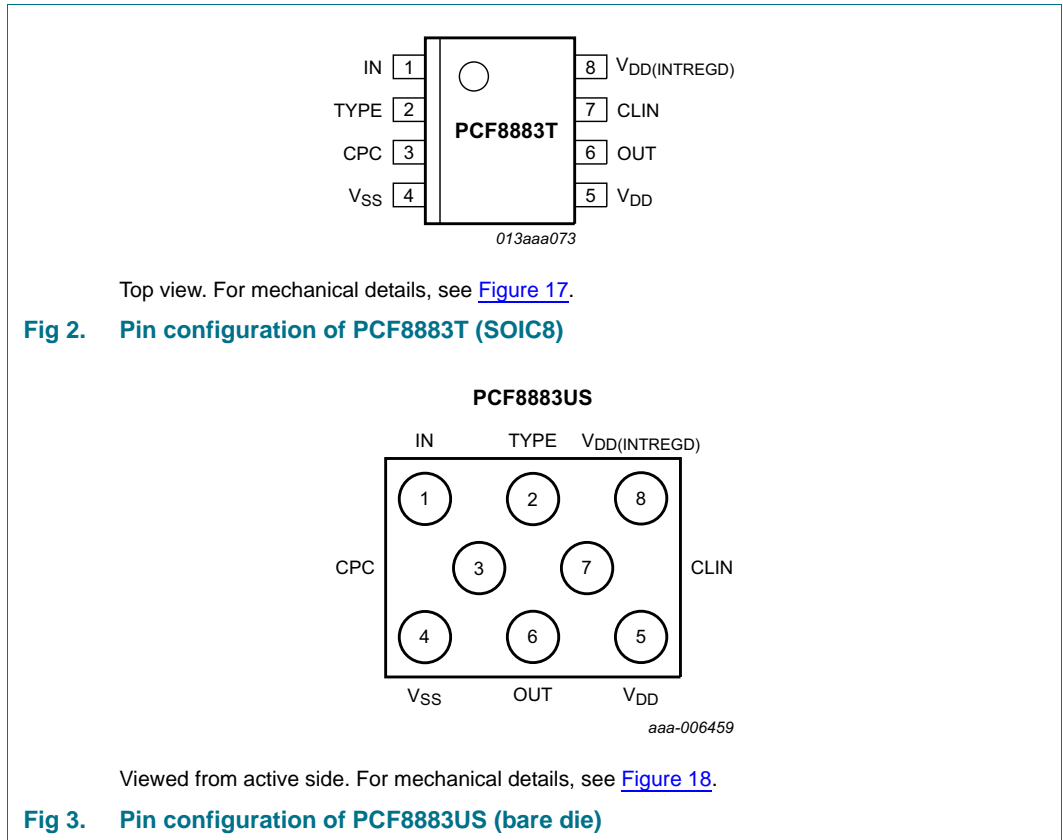 IN 1 8 VDD(INTREGD)
TYPE 2 7 CLIN
PCF8883T
CPC 3 6 OUT
VSS 4 5 VDD
013aaa073
Top view. For mechanical details, see Figure 17.
Fig 2. Pin configuration of PCF8883T (SOIC8)
PCF8883US
IN TYPE VDD(INTREGD)
1 2 8
CPC 3 7 CLIN
4 6 5
VSS OUT VDD
aaa-006459
Viewed from active side. For mechanical details, see Figure 18.
Fig 3. Pin configuration of PCF8883US (bare die)